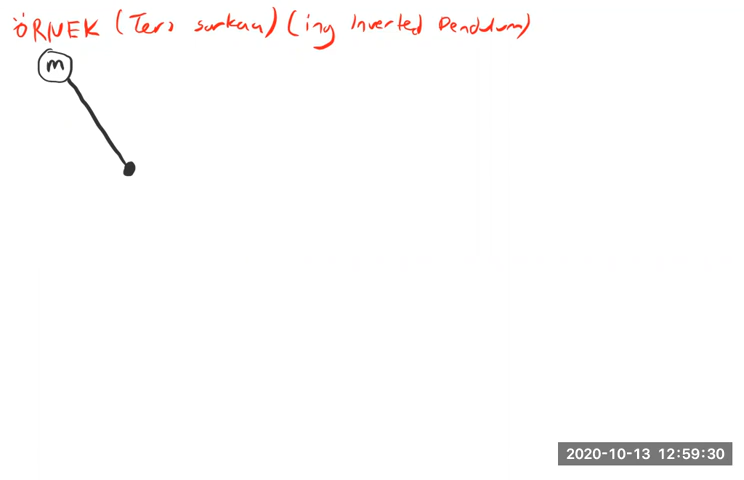 ÖRNEK (Ters sarkaç) (ing Inverted Pendulum)
m
2020-10-13 12:59:30